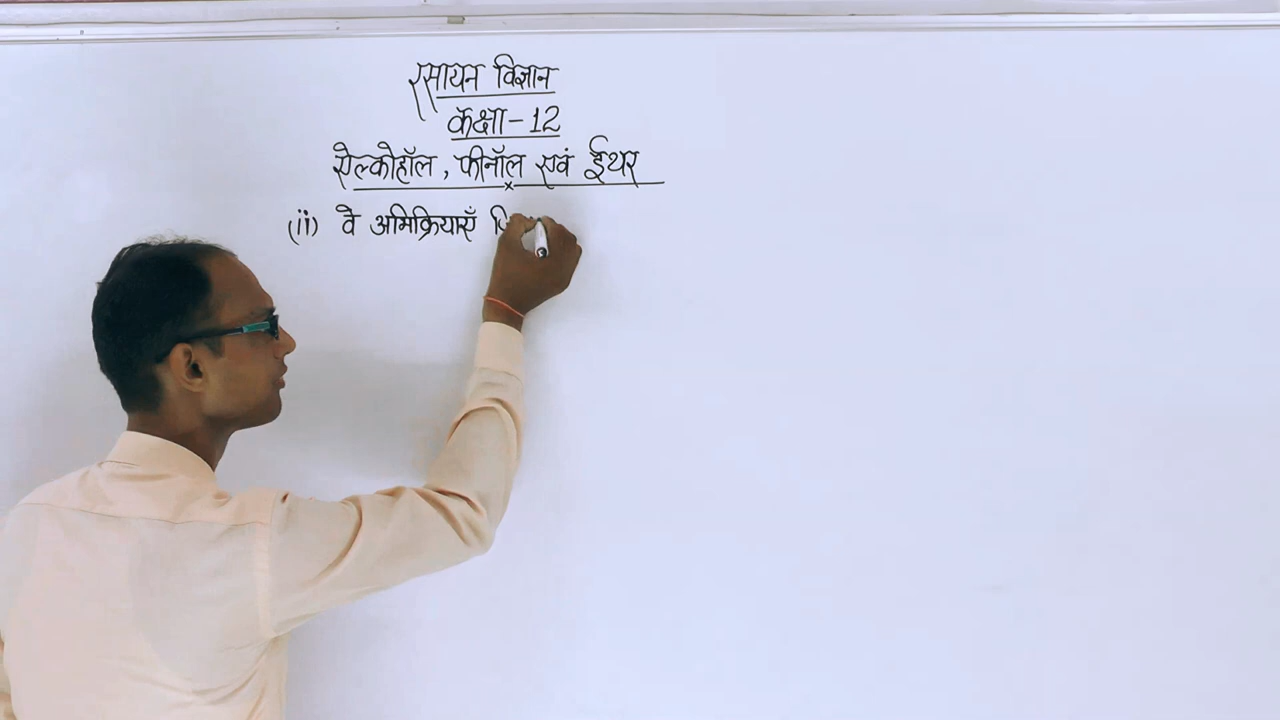 रसायन विज्ञान
कक्षा - 12
ऐल्कोहॉल, फीनॉल एवं ईथर
(ii) वे अभिक्रियाएँ